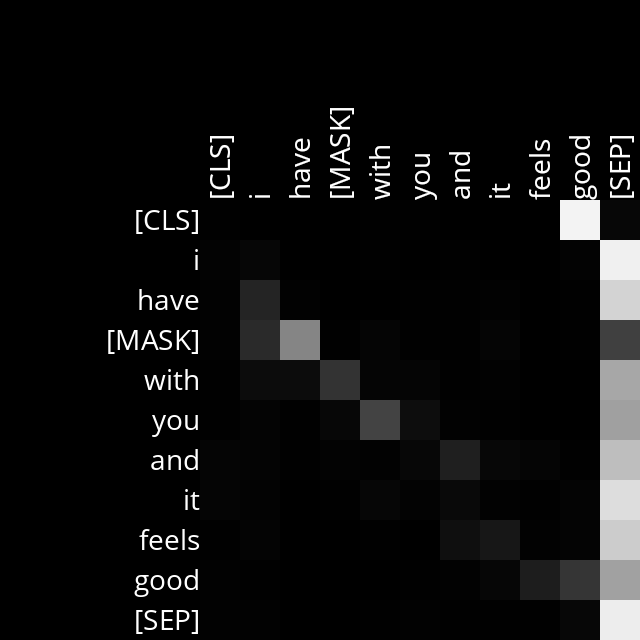 [CLS] i have [MASK] with you and it feels good [SEP]
[CLS]
i
have
[MASK]
with
you
and
it
feels
good
[SEP]